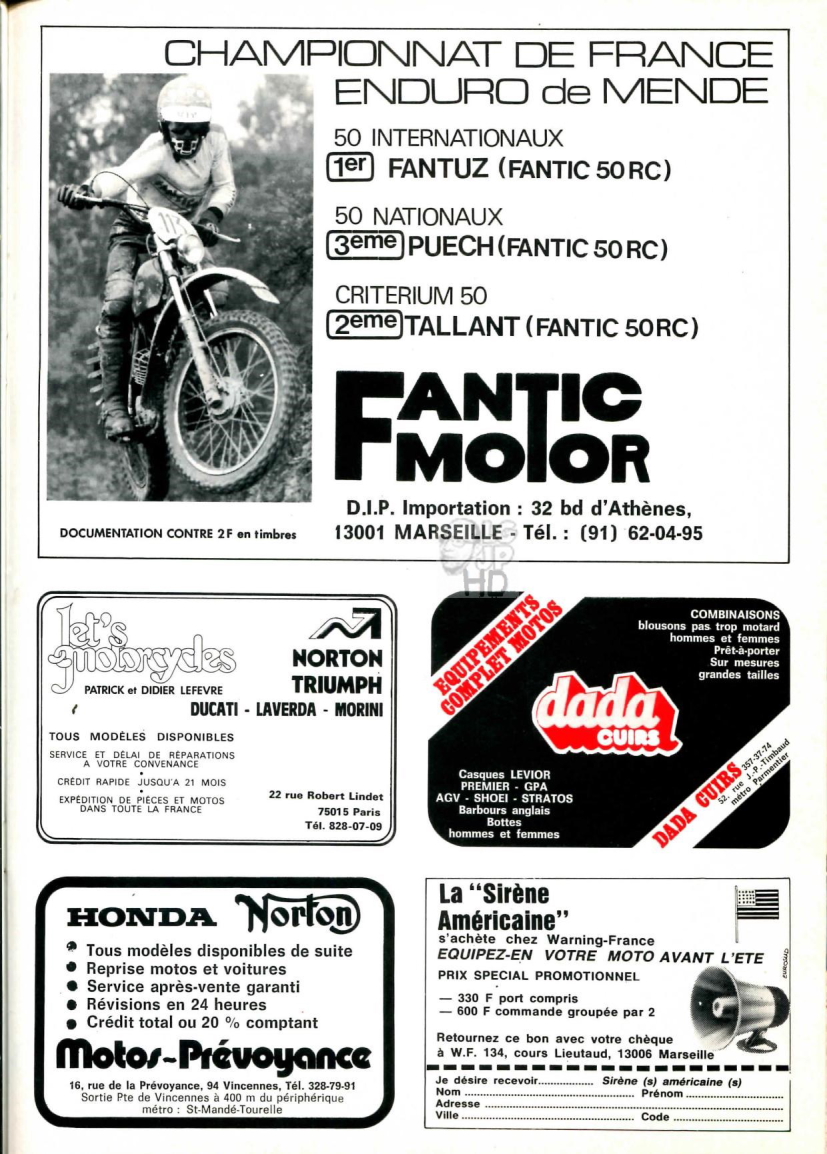 CHAMPIONNAT DE FRANCE
ENDURO de MENDE
50 INTERNATIONAUX
1er FANTUZ (FANTIC 50 RC)
50 NATIONAUX
3eme PUECH (FANTIC 50 RC)
CRITERIUM 50
2eme TALLANT (FANTIC 50 RC)
FANTIC
MOTOR
D.I.P. Importation : 32 bd d'Athènes,
13001 MARSEILLE - Tél. : (91) 62-04-95
DOCUMENTATION CONTRE 2 F en timbres
HD
let's
motorcycles
PATRICK et DIDIER LEFEVRE
NORTON
TRIUMPH
DUCATI - LAVERDA - MORINI
TOUS MODÈLES DISPONIBLES
SERVICE ET DÉLAI DE RÉPARATIONS
A VOTRE CONVENANCE
CRÉDIT RAPIDE JUSQU'A 21 MOIS
EXPÉDITION DE PIÈCES ET MOTOS
DANS TOUTE LA FRANCE
22 rue Robert Lindet
75015 Paris
Tél. 828-07-09
EQUIPEMENTS
COMPLET MOTOS
COMBINAISONS
blousons pas trop motard
hommes et femmes
Prêt-à-porter
Sur mesures
grandes tailles
dada
CUIRS
Casques LEVIOR
PREMIER - GPA
AGV - SHOEI - STRATOS
Barbours anglais
Bottes
hommes et femmes
DADA CUIRS 357-37-74
52, rue J.-P.-Timbaud
métro Parmentier
HONDA Norton
Tous modèles disponibles de suite
Reprise motos et voitures
Service après-vente garanti
Révisions en 24 heures
Crédit total ou 20 % comptant
Motos-Prévoyance
16, rue de la Prévoyance, 94 Vincennes, Tél. 328-79-91
Sortie Pte de Vincennes à 400 m du périphérique
métro : St-Mandé-Tourelle
La "Sirène
Américaine"
s'achète chez Warning-France
EQUIPEZ-EN VOTRE MOTO AVANT L'ETE
PRIX SPECIAL PROMOTIONNEL
— 330 F port compris
— 600 F commande groupée par 2
Retournez ce bon avec votre chèque
à W.F. 134, cours Lieutaud, 13006 Marseille
Je désire recevoir............... Sirène (s) américaine (s)
Nom .................................... Prénom ........................
Adresse ................................................................
Ville .................................... Code ............................